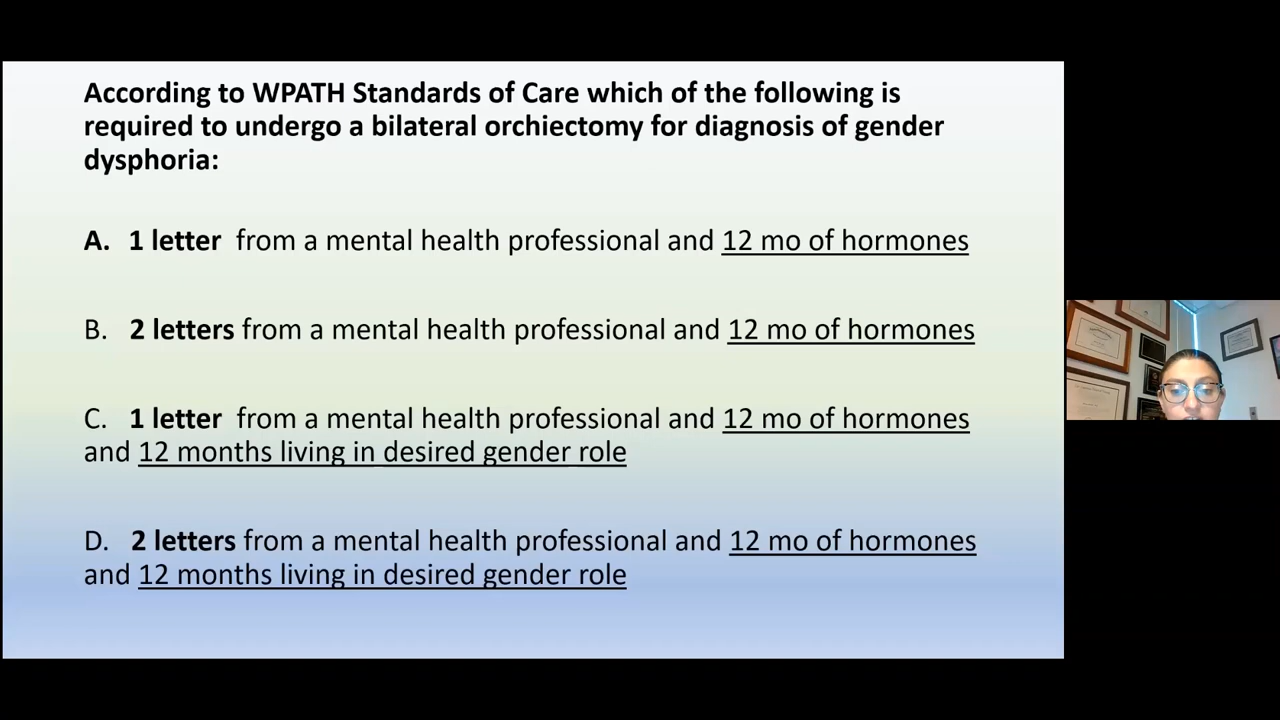 According to WPATH Standards of Care which of the following is
required to undergo a bilateral orchiectomy for diagnosis of gender
dysphoria:
A. 1 letter from a mental health professional and 12 mo of hormones
B. 2 letters from a mental health professional and 12 mo of hormones
C. 1 letter from a mental health professional and 12 mo of hormones
and 12 months living in desired gender role
D. 2 letters from a mental health professional and 12 mo of hormones
and 12 months living in desired gender role